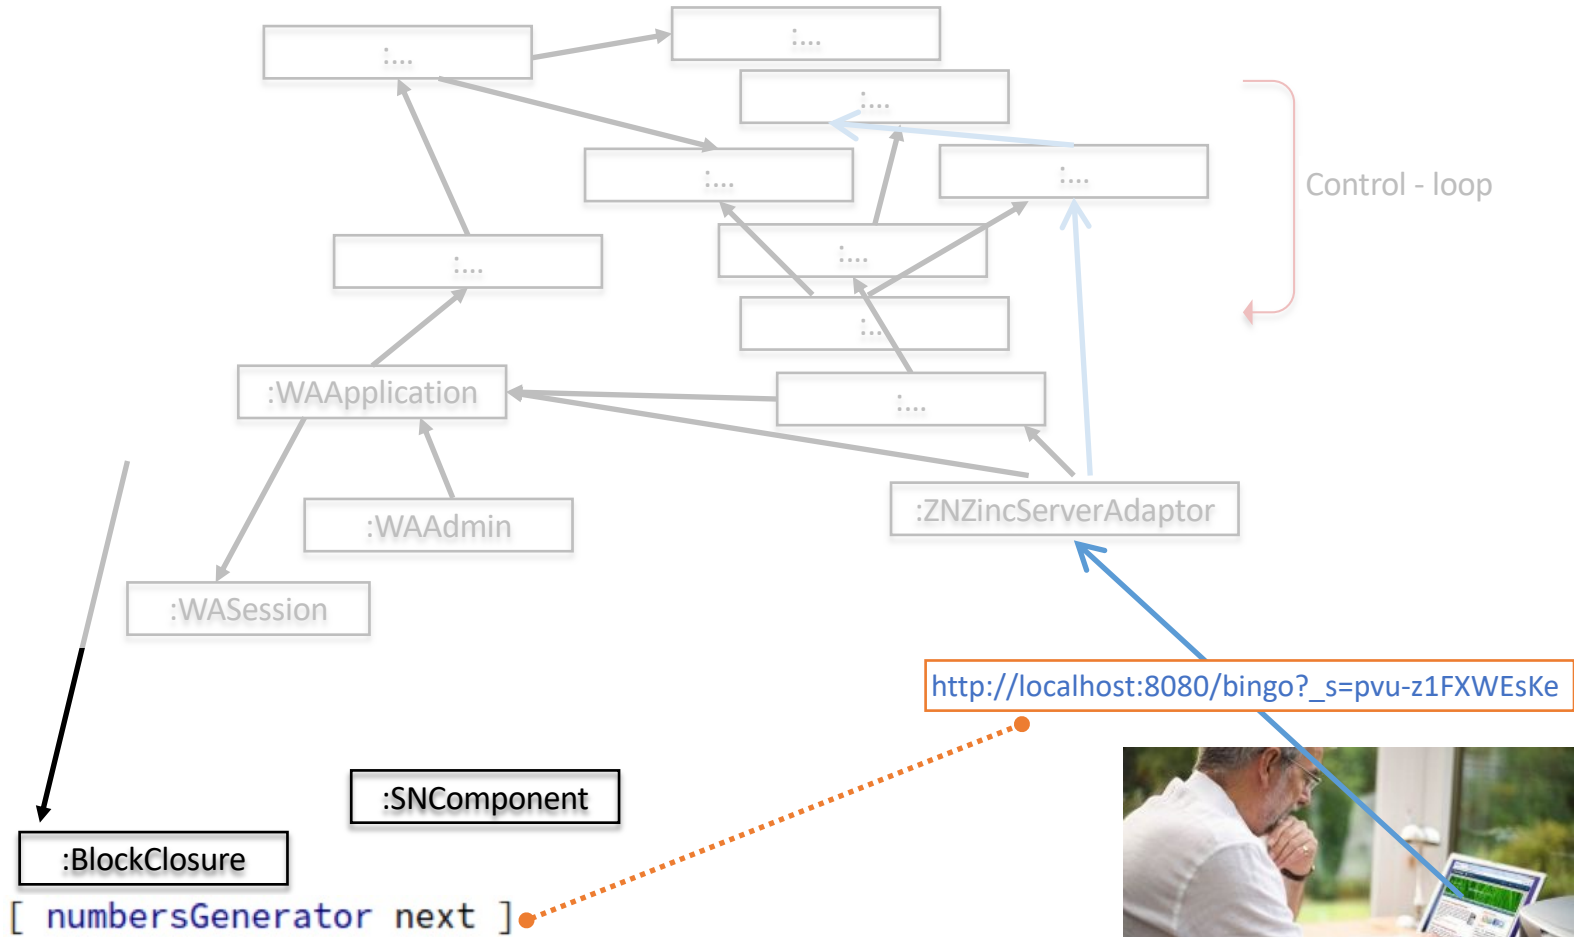 :...
:...
:...
:....
:...
Control - loop
:...
:....
:...
:WAApplication
:....
:ZNZincServerAdaptor
:WAAdmin
:WASession
http://localhost:8080/bingo?_s=pvu-z1FXWEsKe
:SNComponent
:BlockClosure
[ numbersGenerator next ]